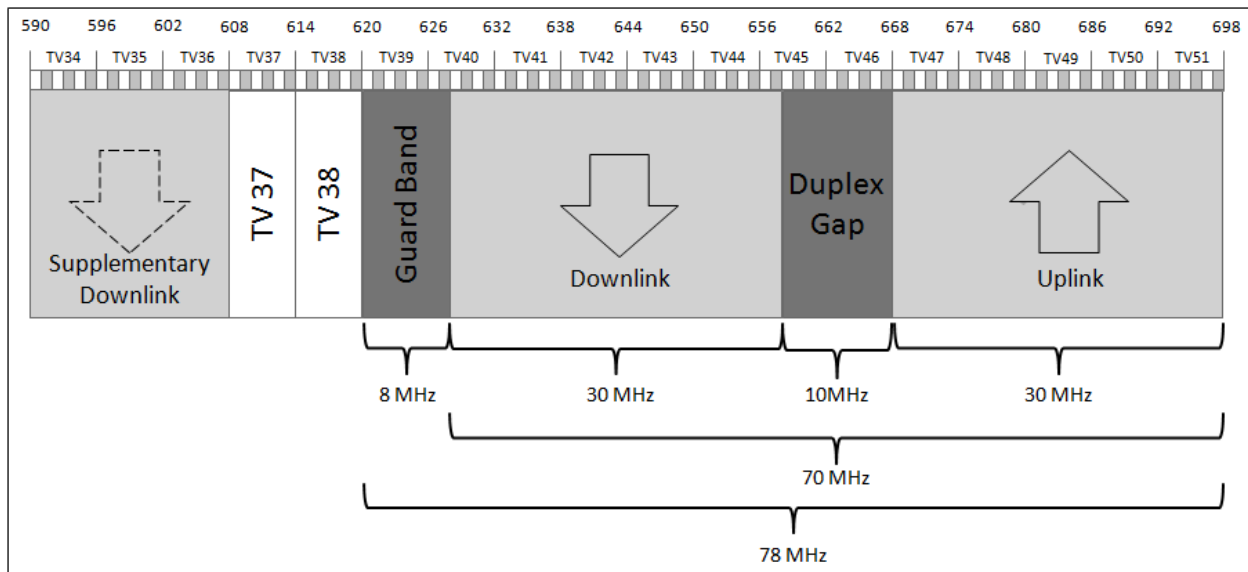 590 596 602 608 614 620 626 632 638 644 650 656 662 668 674 680 686 692 698
TV34 TV35 TV36 TV37 TV38 TV39 TV40 TV41 TV42 TV43 TV44 TV45 TV46 TV47 TV48 TV49 TV50 TV51
Supplementary
Downlink
TV 37
TV 38
Guard Band
Downlink
Duplex
Gap
Uplink
8 MHz 30 MHz 10MHz 30 MHz
70 MHz
78 MHz